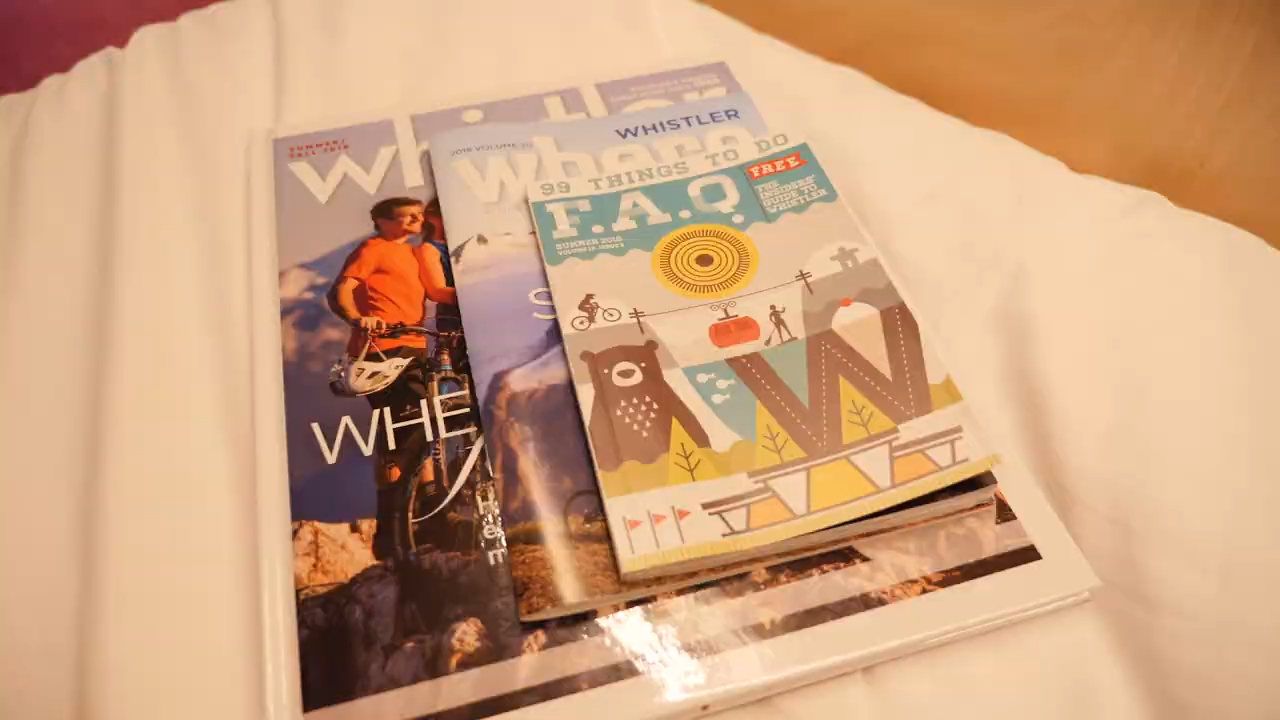 SUMMER/
FALL 2018
WHE
2018 VOLUME
WHISTLER
where
S
99 THINGS TO DO
F.A.Q.
FREE
THE
INSIDERS'
GUIDE TO
WHISTLER
SUMMER 2018
W